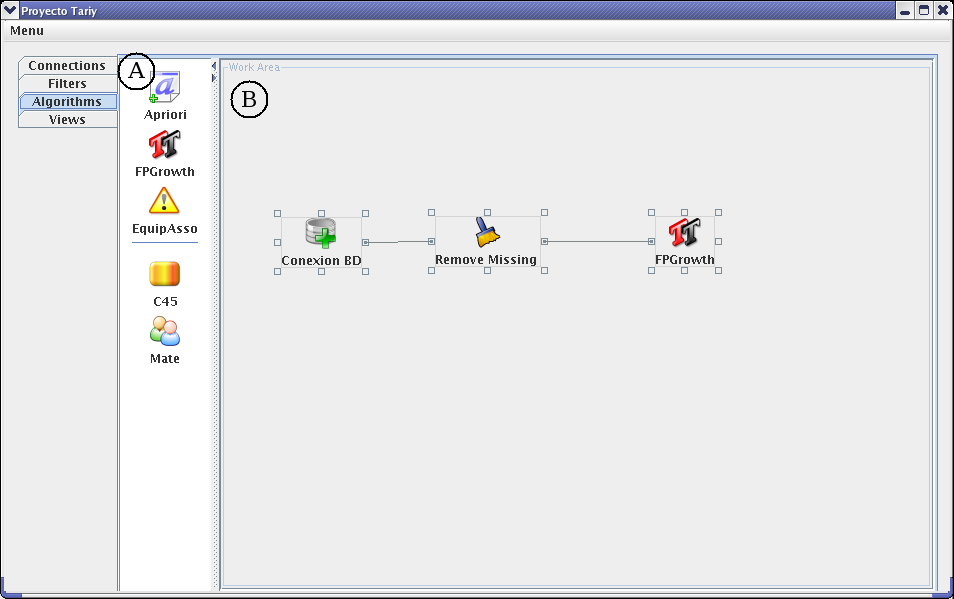 Proyecto Tariy
Menu
Connections
Filters
Algorithms
Views
A
Apriori
FPGrowth
EquipAsso
C45
Mate
Work Area
B
Conexion BD
Remove Missing
FPGrowth